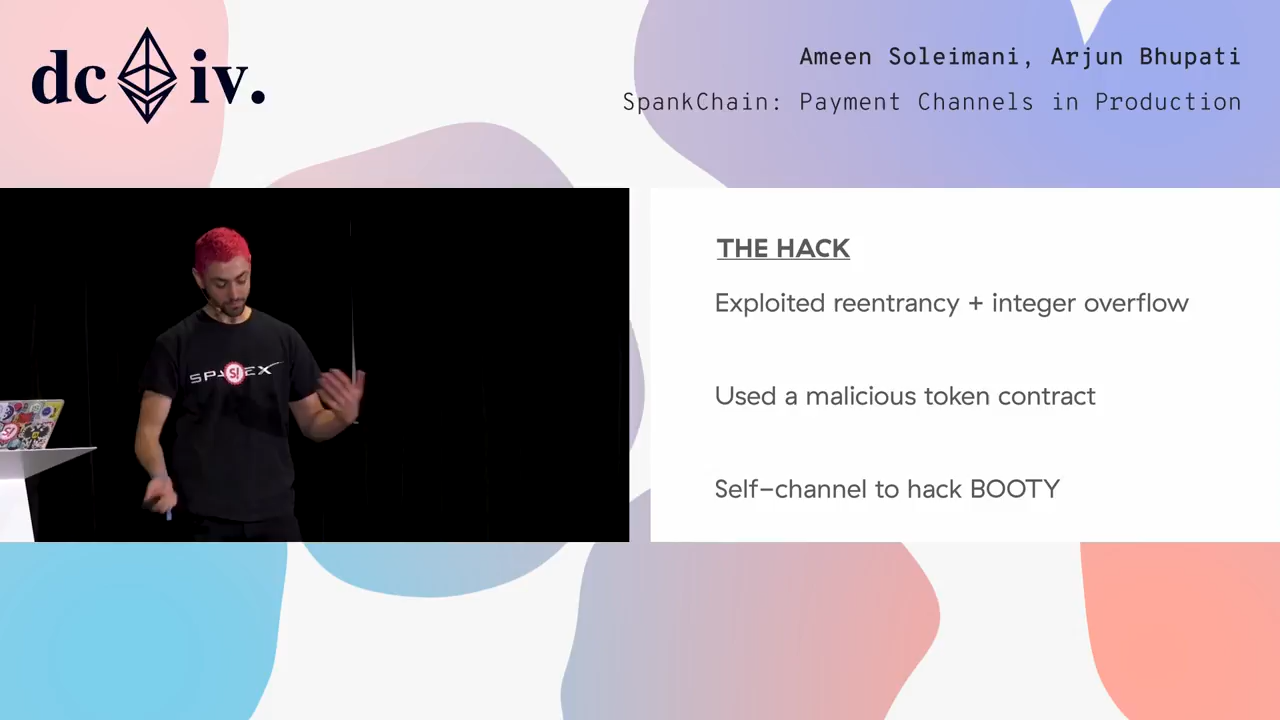 dc iv.
Ameen Soleimani, Arjun Bhupati
SpankChain: Payment Channels in Production
THE HACK
Exploited reentrancy + integer overflow
Used a malicious token contract
Self-channel to hack BOOTY